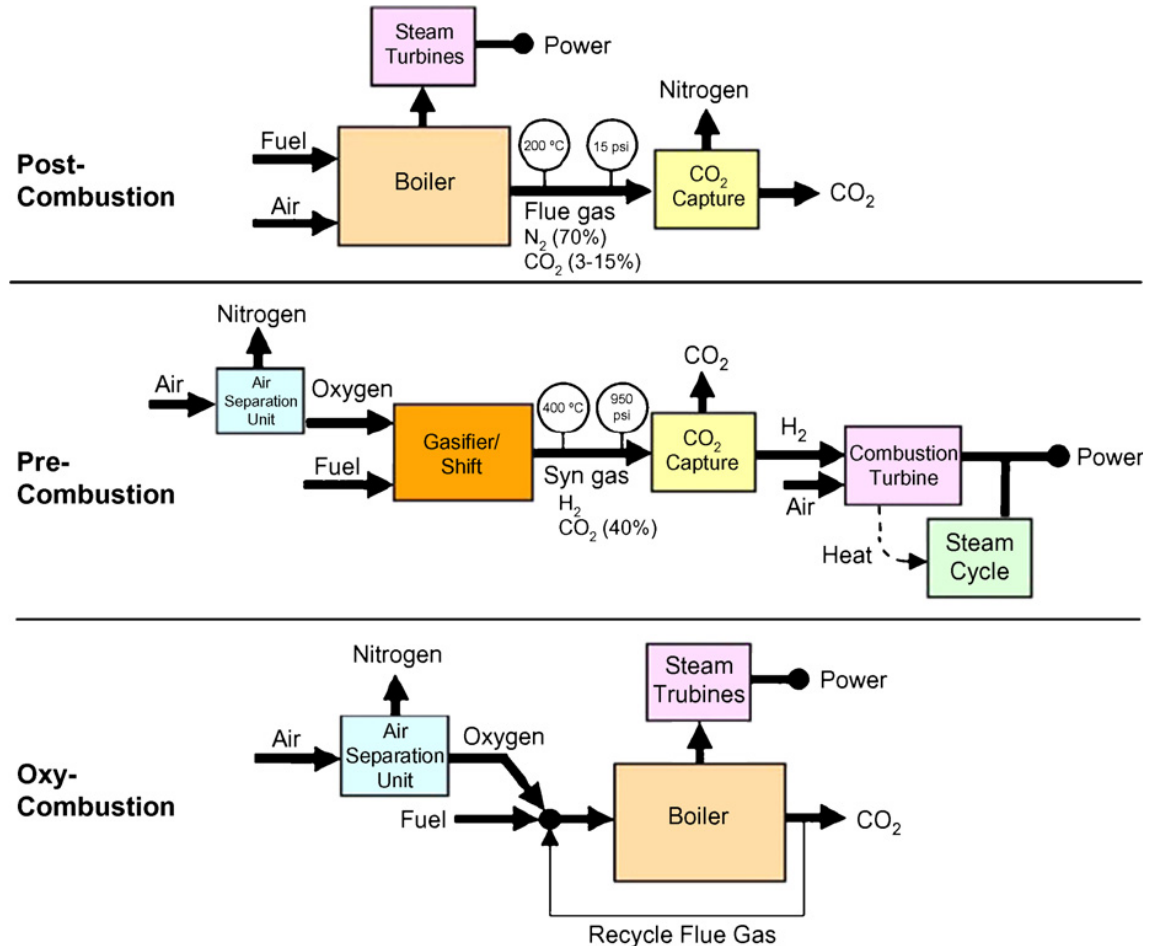 Steam
Turbines
Power
Nitrogen
Fuel
200 ºC
15 psi
Post-
Combustion
Boiler
CO₂
Capture
CO₂
Air
Flue gas
N₂ (70%)
CO₂ (3-15%)
Nitrogen
CO₂
Air
Air
Separation
Unit
Oxygen
400 ºC
950
psi
H₂
Pre-
Combustion
Gasifier/
Shift
CO₂
Capture
Combustion
Turbine
Power
Fuel
Syn gas
H₂
CO₂ (40%)
Air
Heat
Steam
Cycle
Nitrogen
Steam
Trubines
Power
Air
Air
Separation
Unit
Oxygen
Oxy-
Combustion
Fuel
Boiler
CO₂
Recycle Flue Gas